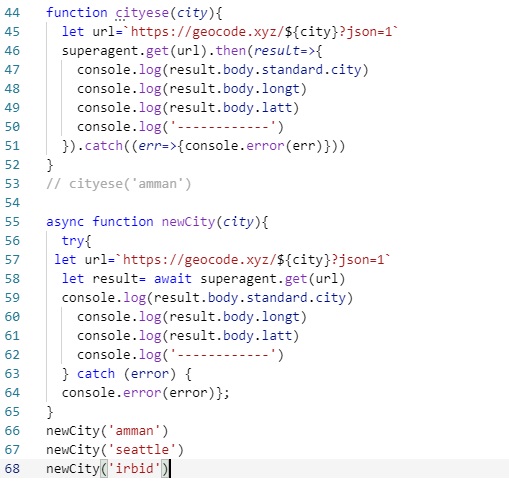 44 function cityese(city){
45 let url=`https://geocode.xyz/${city}?json=1`
46 superagent.get(url).then(result=>{
47 console.log(result.body.standard.city)
48 console.log(result.body.longt)
49 console.log(result.body.latt)
50 console.log('------------')
51 }).catch((err=>{console.error(err)}))
52 }
53 // cityese('amman')
54
55 async function newCity(city){
56 try{
57 let url=`https://geocode.xyz/${city}?json=1`
58 let result= await superagent.get(url)
59 console.log(result.body.standard.city)
60 console.log(result.body.longt)
61 console.log(result.body.latt)
62 console.log('------------')
63 } catch (error) {
64 console.error(error)};
65 }
66 newCity('amman')
67 newCity('seattle')
68 newCity('irbid')